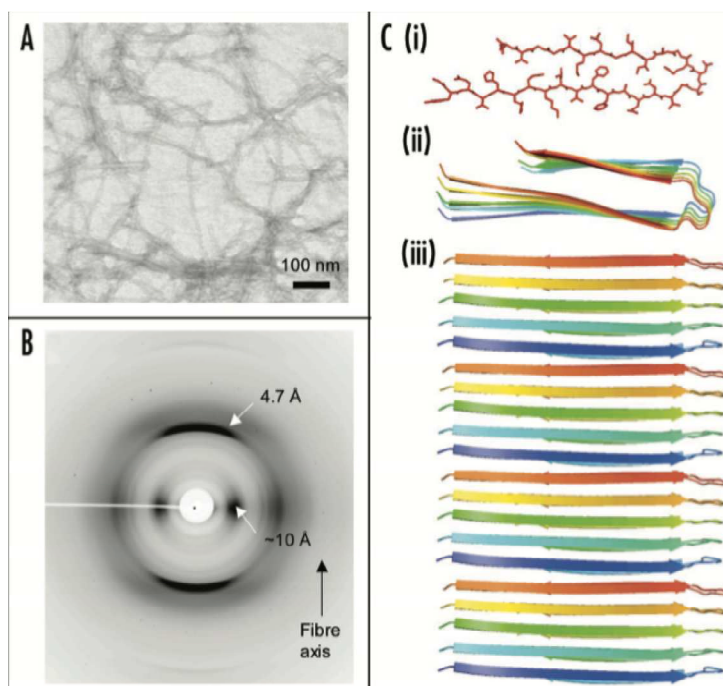 A
100 nm
B
4.7 Å
~10 Å
Fibre
axis
C (i)
(ii)
(iii)